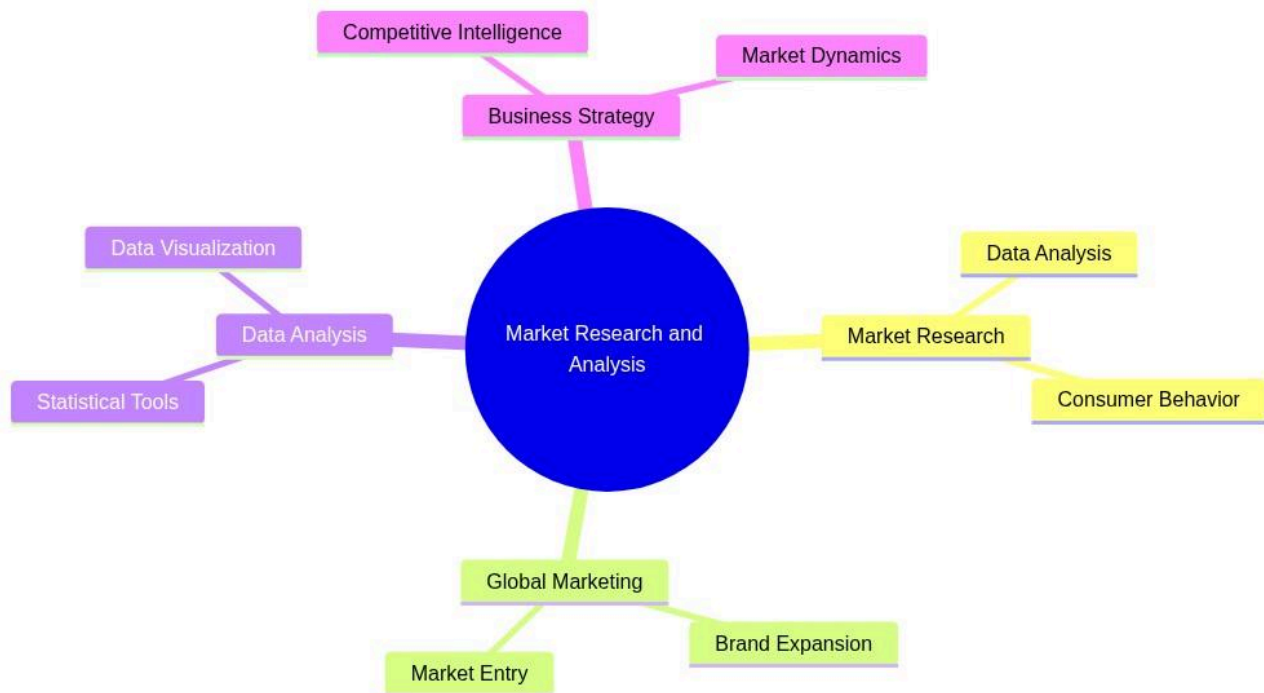 Competitive Intelligence
Market Dynamics
Business Strategy
Data Visualization
Data Analysis
Statistical Tools
Market Research and
Analysis
Data Analysis
Market Research
Consumer Behavior
Global Marketing
Brand Expansion
Market Entry